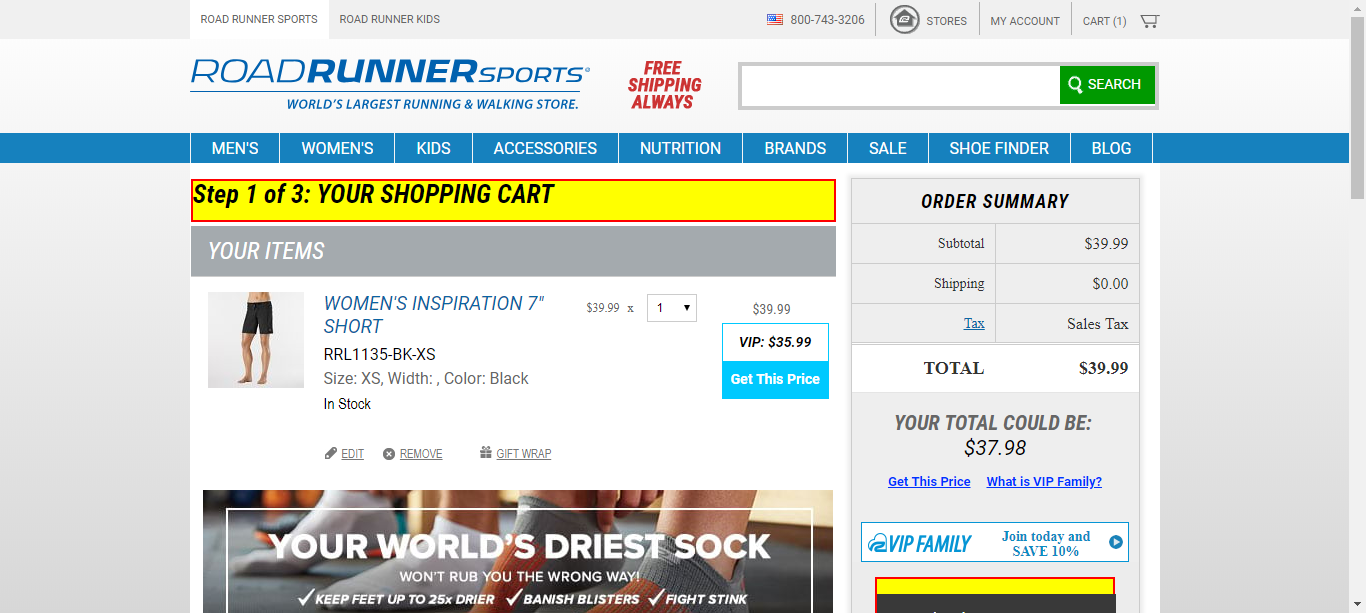 ROAD RUNNER SPORTS
ROAD RUNNER KIDS
800-743-3206
STORES
MY ACCOUNT
CART (1)
ROADRUNNERSPORTS®
WORLD'S LARGEST RUNNING & WALKING STORE.
FREE
SHIPPING
ALWAYS
SEARCH
MEN'S
WOMEN'S
KIDS
ACCESSORIES
NUTRITION
BRANDS
SALE
SHOE FINDER
BLOG
Step 1 of 3: YOUR SHOPPING CART
YOUR ITEMS
WOMEN'S INSPIRATION 7"
SHORT
RRL1135-BK-XS
Size: XS, Width: , Color: Black
In Stock
$39.99 x
1
$39.99
VIP: $35.99
Get This Price
EDIT
REMOVE
GIFT WRAP
YOUR WORLD'S DRIEST SOCK
WON'T RUB YOU THE WRONG WAY!
KEEP FEET UP TO 25x DRIER
BANISH BLISTERS
FIGHT STINK
ORDER SUMMARY
Subtotal $39.99
Shipping $0.00
Tax Sales Tax
TOTAL $39.99
YOUR TOTAL COULD BE:
$37.98
Get This Price
What is VIP Family?
VIP FAMILY
Join today and
SAVE 10%